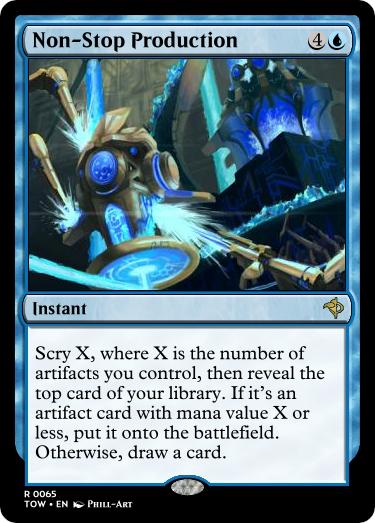 Non-Stop Production 4
Instant
Scry X, where X is the number of
artifacts you control, then reveal the
top card of your library. If it's an
artifact card with mana value X or
less, put it onto the battlefield.
Otherwise, draw a card.
R 0065
TOW • EN Phill-Art